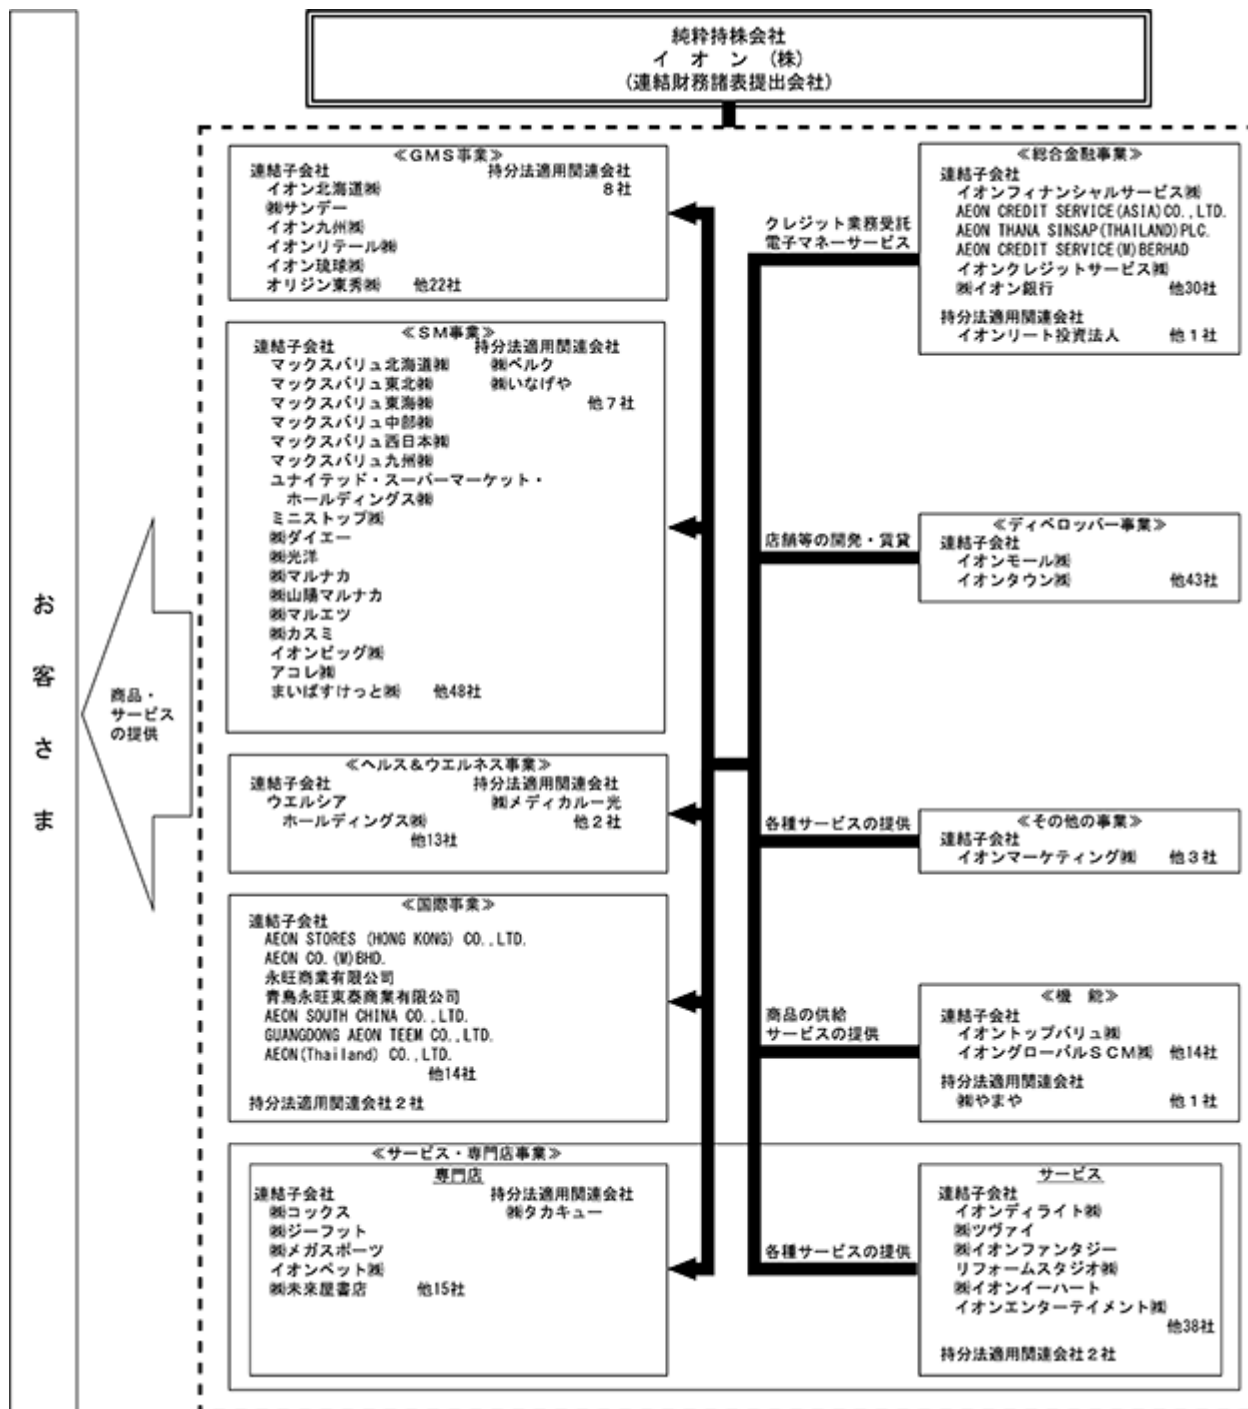 純粋持株会社
イオン（株）
(連結財務諸表提出会社)
お客さま
商品・
サービス
の提供
≪GMS事業≫
連結子会社 持分法適用関連会社
イオン北海道㈱ 8社
㈱サンデー
イオン九州㈱
イオンリテール㈱
イオン琉球㈱
オリジン東秀㈱ 他22社
≪SM事業≫
連結子会社 持分法適用関連会社
マックスバリュ北海道㈱ ㈱ベルク
マックスバリュ東北㈱ ㈱いなげや
マックスバリュ東海㈱ 他７社
マックスバリュ中部㈱
マックスバリュ西日本㈱
マックスバリュ九州㈱
ユナイテッド・スーパーマーケット・
ホールディングス㈱
ミニストップ㈱
㈱ダイエー
㈱光洋
㈱マルナカ
㈱山陽マルナカ
㈱マルエツ
㈱カスミ
イオンビッグ㈱
アコレ㈱
まいばすけっと㈱ 他48社
≪ヘルス＆ウエルネス事業≫
連結子会社 持分法適用関連会社
ウエルシア ㈱メディカル一光
ホールディングス㈱ 他２社
他13社
≪国際事業≫
連結子会社
AEON STORES (HONG KONG) CO.,LTD.
AEON CO.(M)BHD.
永旺商業有限公司
青島永旺東泰商業有限公司
AEON SOUTH CHINA CO.,LTD.
GUANGDONG AEON TEEM CO.,LTD.
AEON(Thailand) CO.,LTD.
他14社
持分法適用関連会社２社
≪サービス・専門店事業≫
専門店
連結子会社 持分法適用関連会社
㈱コックス ㈱タカキュー
㈱ジーフット
㈱メガスポーツ
イオンペット㈱
㈱未来屋書店 他15社
クレジット業務受託
電子マネーサービス
店舗等の開発・賃貸
各種サービスの提供
商品の供給
サービスの提供
各種サービスの提供
≪総合金融事業≫
連結子会社
イオンフィナンシャルサービス㈱
AEON CREDIT SERVICE(ASIA)CO.,LTD.
AEON THANA SINSAP(THAILAND)PLC.
AEON CREDIT SERVICE(M)BERHAD
イオンクレジットサービス㈱
㈱イオン銀行 他30社
持分法適用関連会社
イオンリート投資法人 他１社
≪ディベロッパー事業≫
連結子会社
イオンモール㈱
イオンタウン㈱ 他43社
≪その他の事業≫
連結子会社
イオンマーケティング㈱ 他３社
≪機　能≫
連結子会社
イオントップバリュ㈱
イオングローバルSCM㈱ 他14社
持分法適用関連会社
㈱やまや 他１社
サービス
連結子会社
イオンディライト㈱
㈱ツヴァイ
㈱イオンファンタジー
リフォームスタジオ㈱
㈱イオンイーハート
イオンエンターテイメント㈱
他38社
持分法適用関連会社２社